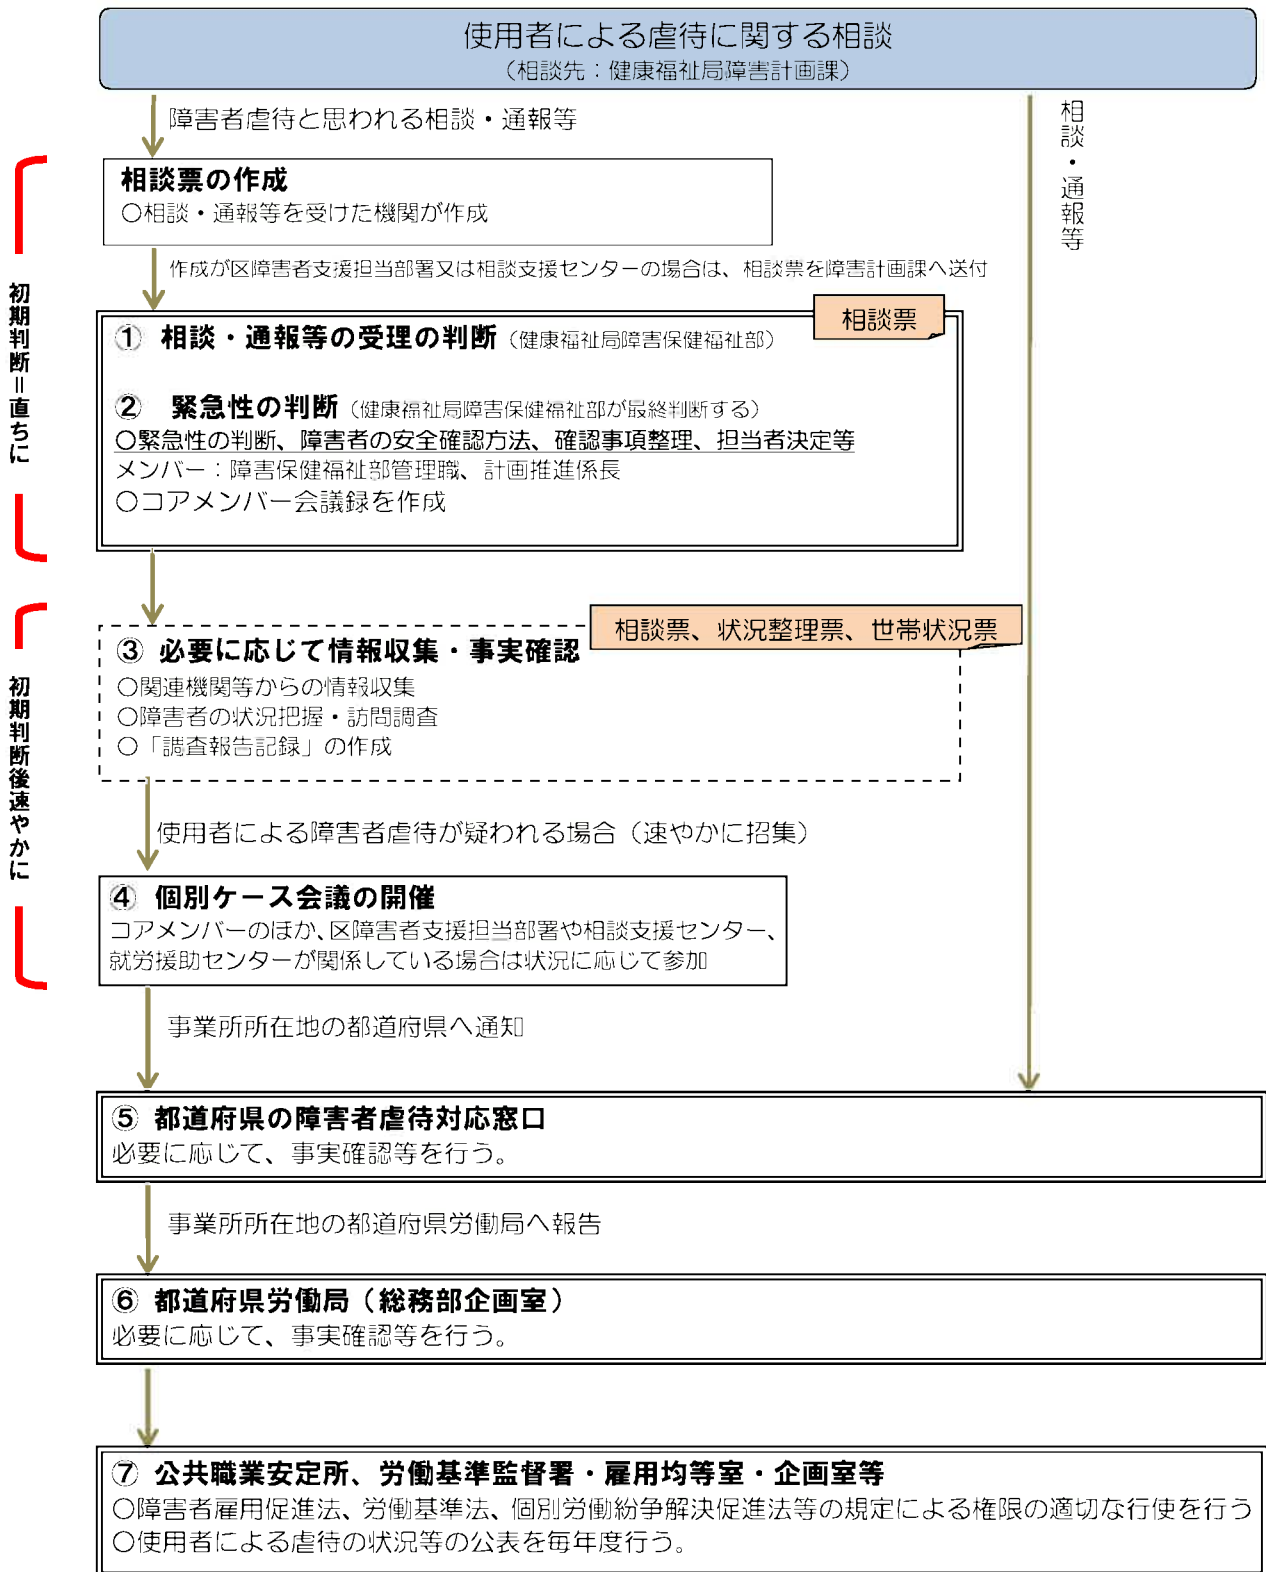 使用者による虐待に関する相談
（相談先：健康福祉局障害計画課）
障害者虐待と思われる相談・通報等
相談・通報等
相談票の作成
○相談・通報等を受けた機関が作成
作成が区障害者支援担当部署又は相談支援センターの場合は、相談票を障害計画課へ送付
初期判断＝直ちに
相談票
① 相談・通報等の受理の判断（健康福祉局障害保健福祉部）
② 緊急性の判断（健康福祉局障害保健福祉部が最終判断する）
○緊急性の判断、障害者の安全確認方法、確認事項整理、担当者決定等
メンバー：障害保健福祉部管理職、計画推進係長
○コアメンバー会議録を作成
初期判断後速やかに
相談票、状況整理票、世帯状況票
③ 必要に応じて情報収集・事実確認
○関連機関等からの情報収集
○障害者の状況把握・訪問調査
○「調査報告記録」の作成
使用者による障害者虐待が疑われる場合（速やかに招集）
④ 個別ケース会議の開催
コアメンバーのほか、区障害者支援担当部署や相談支援センター、
就労援助センターが関係している場合は状況に応じて参加
事業所所在地の都道府県へ通知
⑤ 都道府県の障害者虐待対応窓口
必要に応じて、事実確認等を行う。
事業所所在地の都道府県労働局へ報告
⑥ 都道府県労働局（総務部企画室）
必要に応じて、事実確認等を行う。
⑦ 公共職業安定所、労働基準監督署・雇用均等室・企画室等
○障害者雇用促進法、労働基準法、個別労働紛争解決促進法等の規定による権限の適切な行使を行う
○使用者による虐待の状況等の公表を毎年度行う。